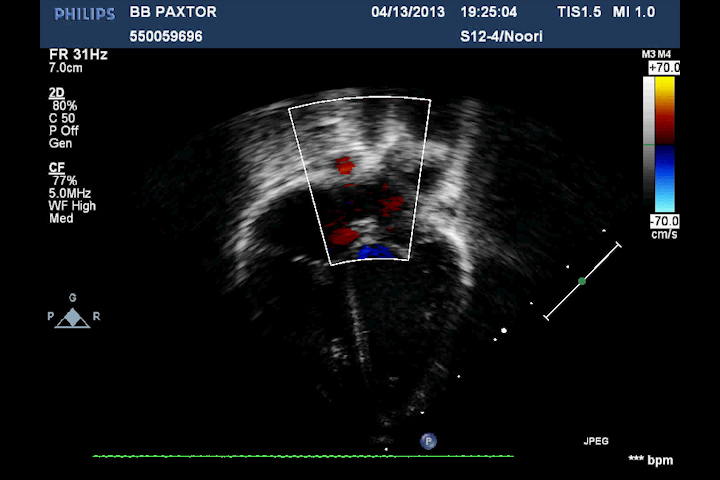 PHILIPS BB PAXTOR 04/13/2013 19:25:04 TIS1.5 MI 1.0
550059696 S12-4/Noori
FR 31Hz
7.0cm
2D
80%
C 50
P Off
Gen
CF
77%
5.0MHz
WF High
Med
M3 M4
+70.0
-70.0
cm/s
G
P R
P
JPEG
*** bpm